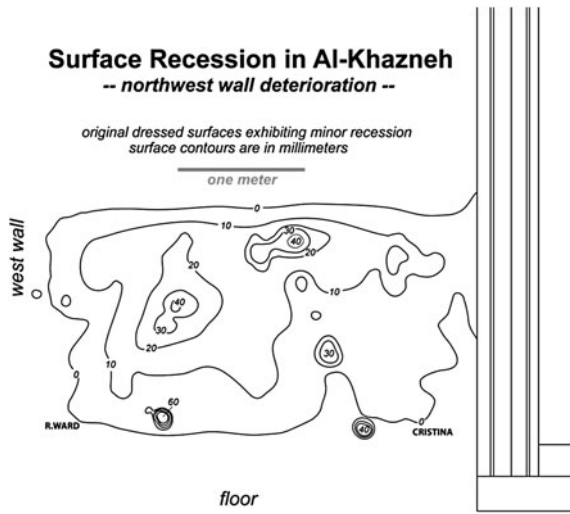 Surface Recession in Al-Khazneh
-- northwest wall deterioration --
original dressed surfaces exhibiting minor recession
surface contours are in millimeters
one meter
west wall
0
10
30
40
20
20
10
40
30
20
30
10
0
60
R.WARD
40
0
CRISTINA
floor